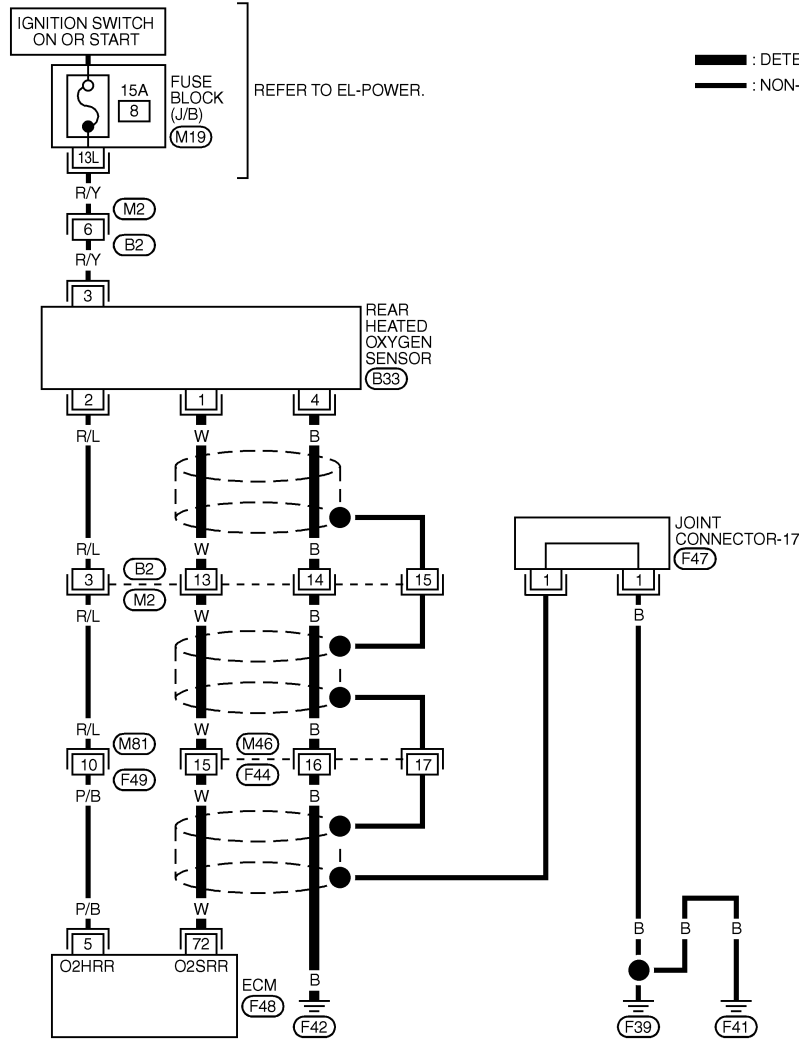 IGNITION SWITCH
ON OR START
: DETE
: NON-
15A
8
FUSE
BLOCK
(J/B)
M19
REFER TO EL-POWER.
13L
R/Y
M2
6
B2
R/Y
3
REAR
HEATED
OXYGEN
SENSOR
B33
2 1 4
R/L W B
JOINT
CONNECTOR-17
F47
R/L W B
B2
3 13 14 15
M2
1 1
R/L W B
B
R/L W B
M81 M46
10 15 16 17
F49 F44
P/B W B
P/B W
B B B
5 72
O2HRR O2SRR
B
ECM
F48
F42
F39 F41